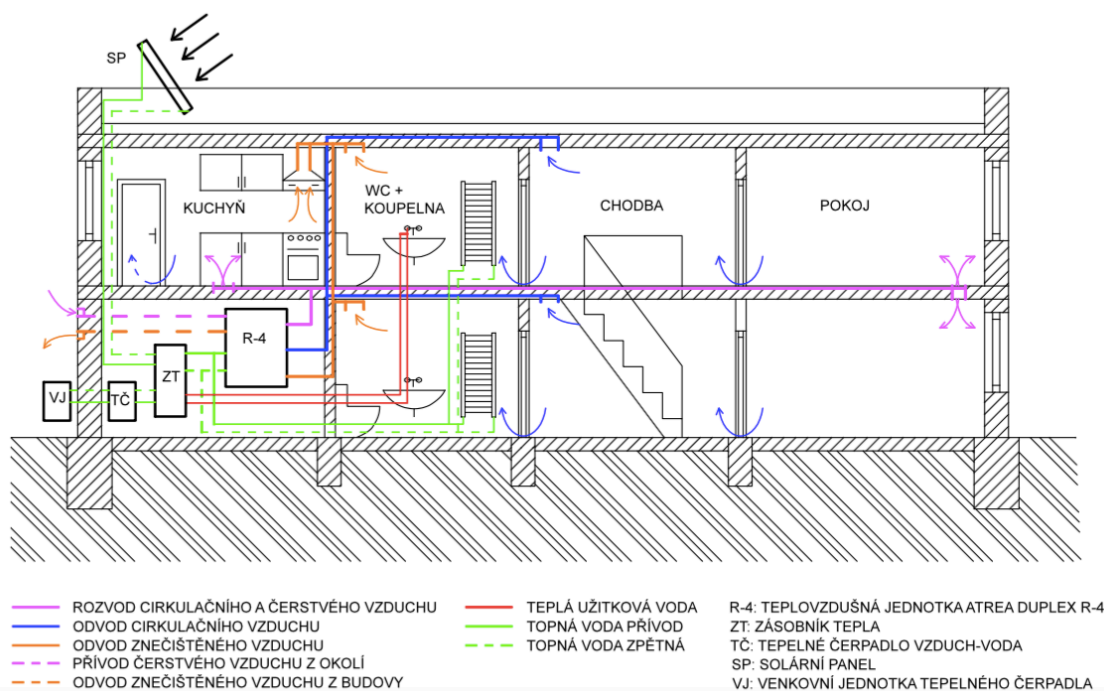 SP
KUCHYŇ
WC +
KOUPELNA
CHODBA
POKOJ
R-4
ZT
VJ
TČ
ROZVOD CIRKULAČNÍHO A ČERSTVÉHO VZDUCHU
ODVOD CIRKULAČNÍHO VZDUCHU
ODVOD ZNEČIŠTĚNÉHO VZDUCHU
PŘÍVOD ČERSTVÉHO VZDUCHU Z OKOLÍ
ODVOD ZNEČIŠTĚNÉHO VZDUCHU Z BUDOVY
TEPLÁ UŽITKOVÁ VODA
TOPNÁ VODA PŘÍVOD
TOPNÁ VODA ZPĚTNÁ
R-4: TEPLOVZDUŠNÁ JEDNOTKA ATREA DUPLEX R-4
ZT: ZÁSOBNÍK TEPLA
TČ: TEPELNÉ ČERPADLO VZDUCH-VODA
SP: SOLÁRNÍ PANEL
VJ: VENKOVNÍ JEDNOTKA TEPELNÉHO ČERPADLA